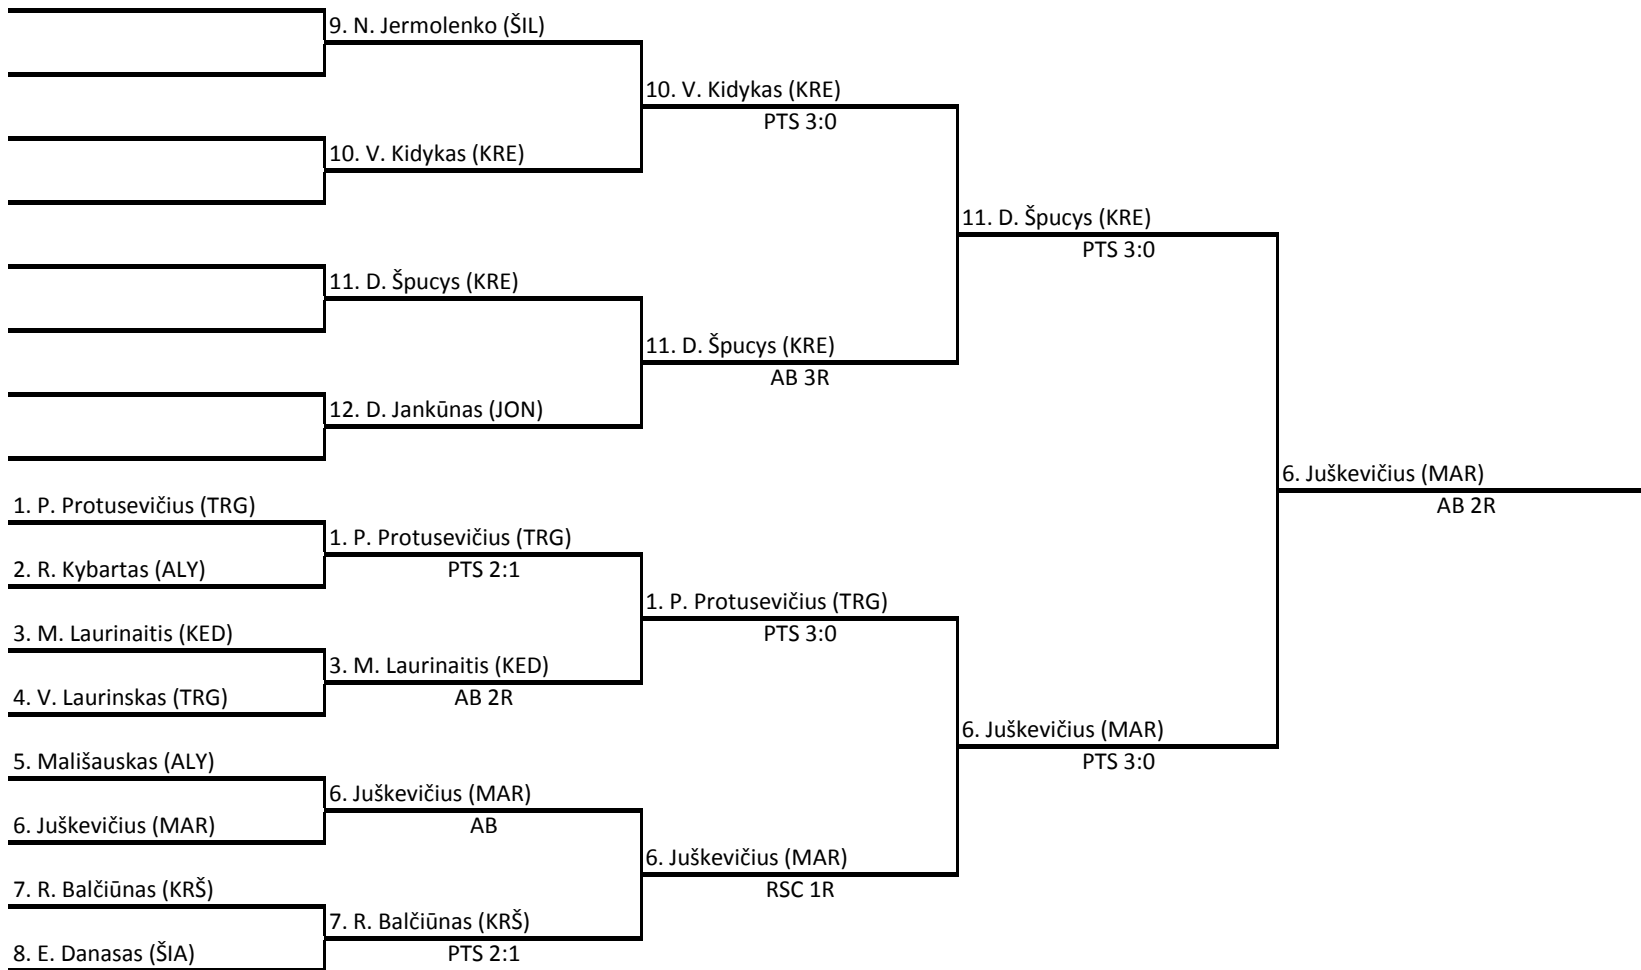 9. N. Jermolenko (ŠIL)
10. V. Kidykas (KRE)
PTS 3:0
10. V. Kidykas (KRE)
11. D. Špucys (KRE)
PTS 3:0
11. D. Špucys (KRE)
11. D. Špucys (KRE)
AB 3R
12. D. Jankūnas (JON)
6. Juškevičius (MAR)
AB 2R
1. P. Protusevičius (TRG)
1. P. Protusevičius (TRG)
PTS 2:1
2. R. Kybartas (ALY)
1. P. Protusevičius (TRG)
PTS 3:0
3. M. Laurinaitis (KED)
3. M. Laurinaitis (KED)
AB 2R
4. V. Laurinskas (TRG)
6. Juškevičius (MAR)
PTS 3:0
5. Mališauskas (ALY)
6. Juškevičius (MAR)
AB
6. Juškevičius (MAR)
6. Juškevičius (MAR)
RSC 1R
7. R. Balčiūnas (KRŠ)
7. R. Balčiūnas (KRŠ)
PTS 2:1
8. E. Danasas (ŠIA)